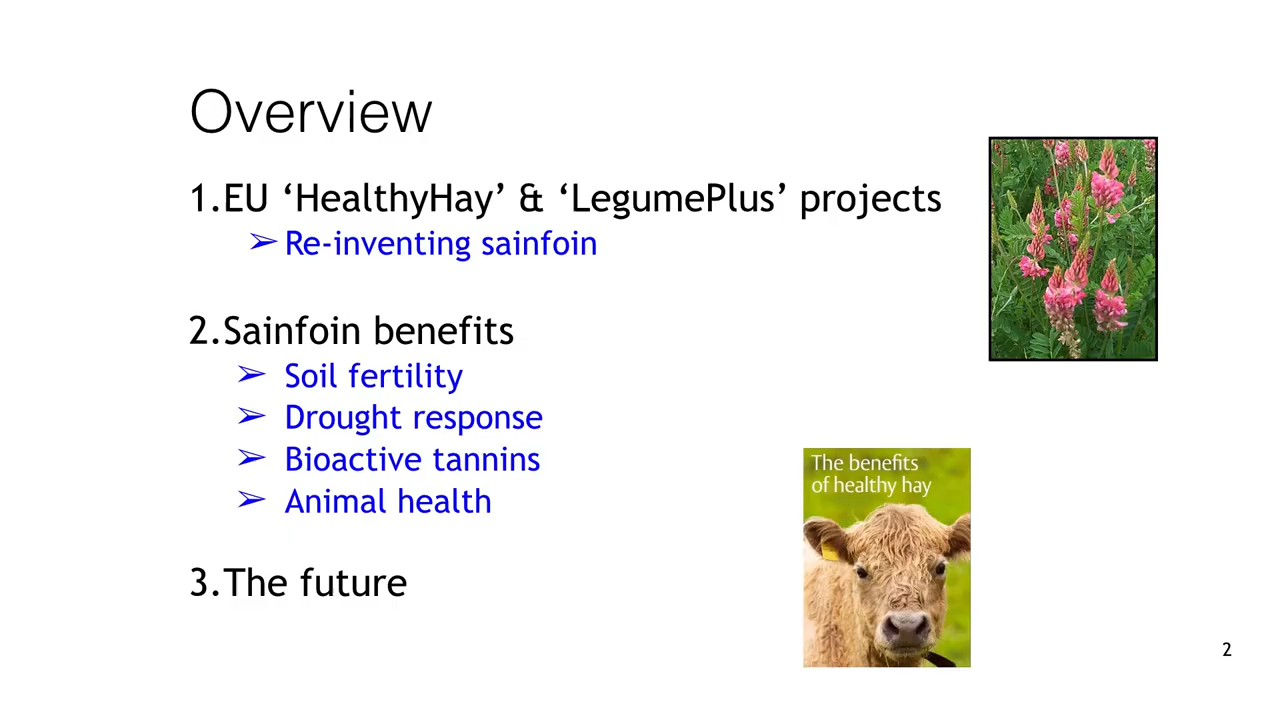 Overview
1.EU ‘HealthyHay’ & ‘LegumePlus’ projects
➢ Re-inventing sainfoin
2.Sainfoin benefits
➢ Soil fertility
➢ Drought response
➢ Bioactive tannins
➢ Animal health
The benefits
of healthy hay
3.The future
2